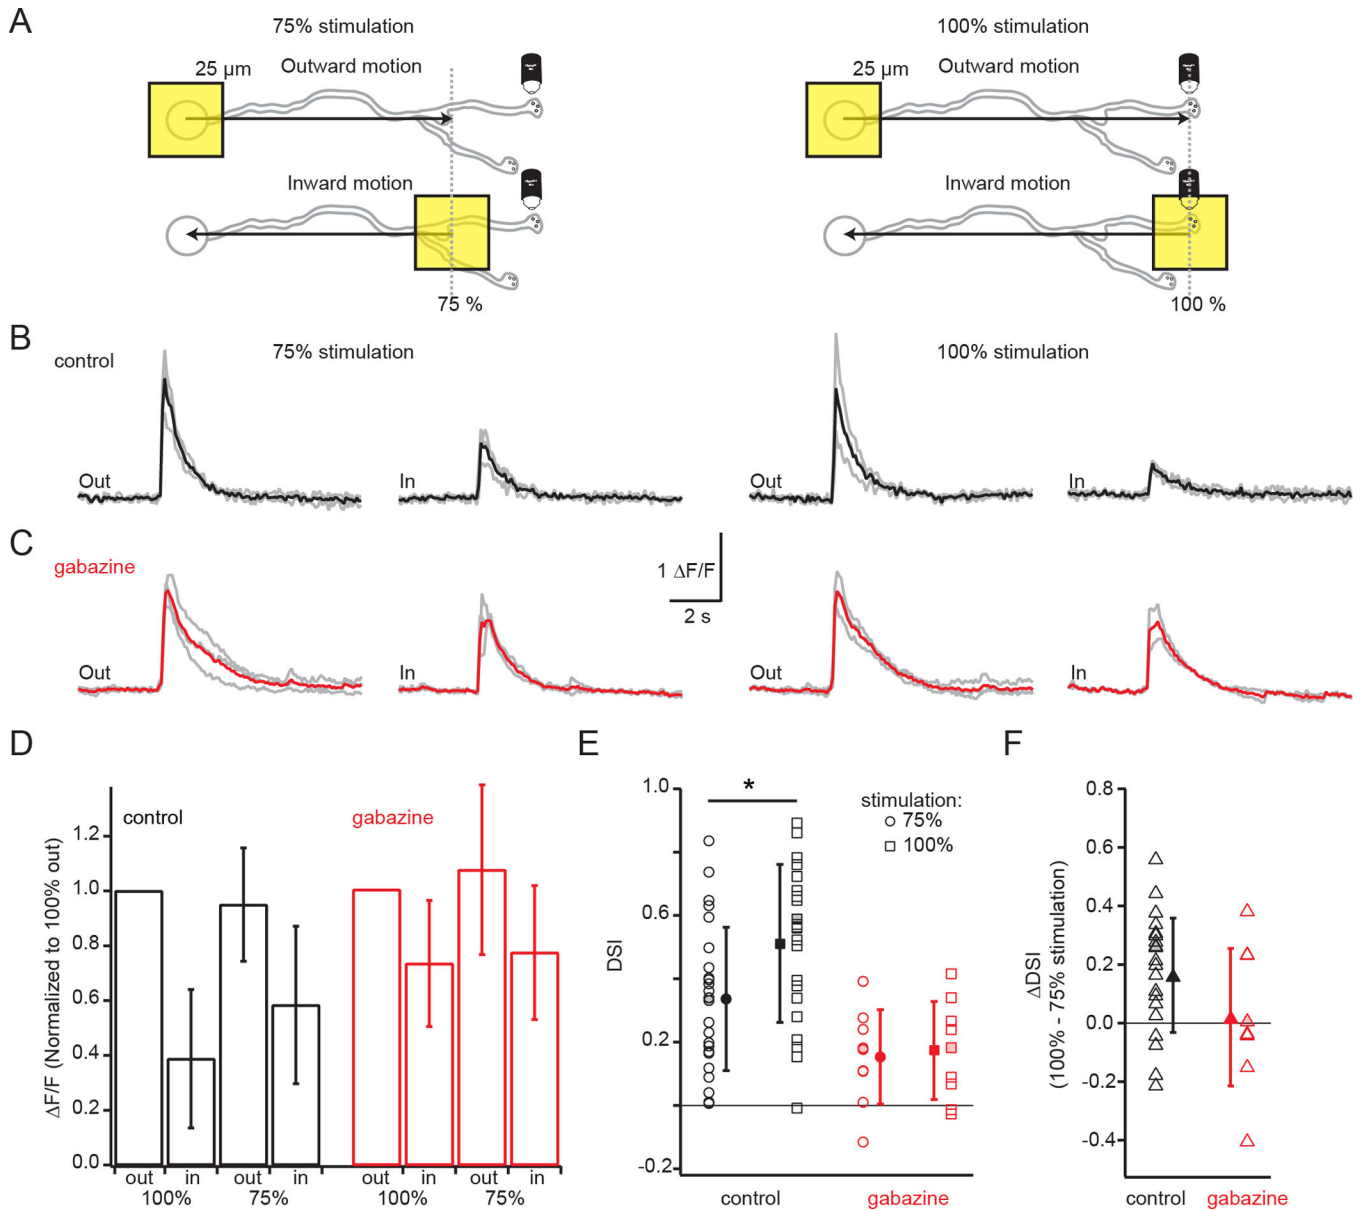 A
75% stimulation
100% stimulation
25 µm
Outward motion
25 µm
Outward motion
Inward motion
Inward motion
75 %
100 %
B
control
75% stimulation
100% stimulation
Out
In
Out
In
C
gabazine
1 ΔF/F
2 s
Out
In
Out
In
D
ΔF/F (Normalized to 100% out)
control
gabazine
1.2
1.0
0.8
0.6
0.4
0.2
0.0
out in out in out in out in
100% 75% 100% 75%
E
DSI
1.0
0.6
0.2
-0.2
*
stimulation:
75%
100%
control gabazine
F
ΔDSI
(100% - 75% stimulation)
0.8
0.6
0.4
0.2
0.0
-0.2
-0.4
control gabazine